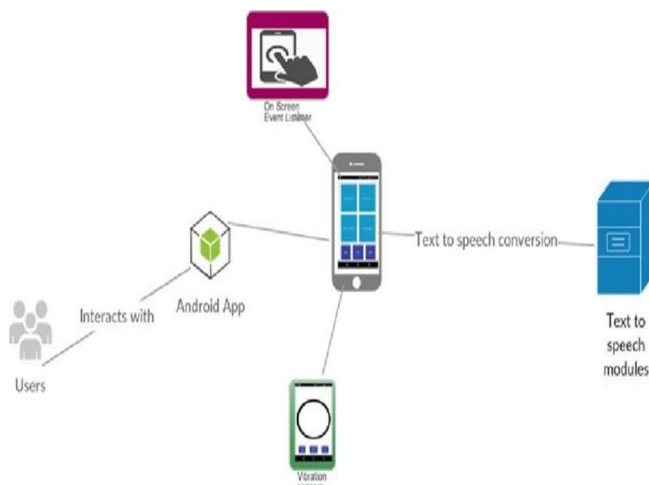 On Screen
Event Listener
Text to speech conversion
Android App
Interacts with
Users
Text to
speech
modules
Vibration